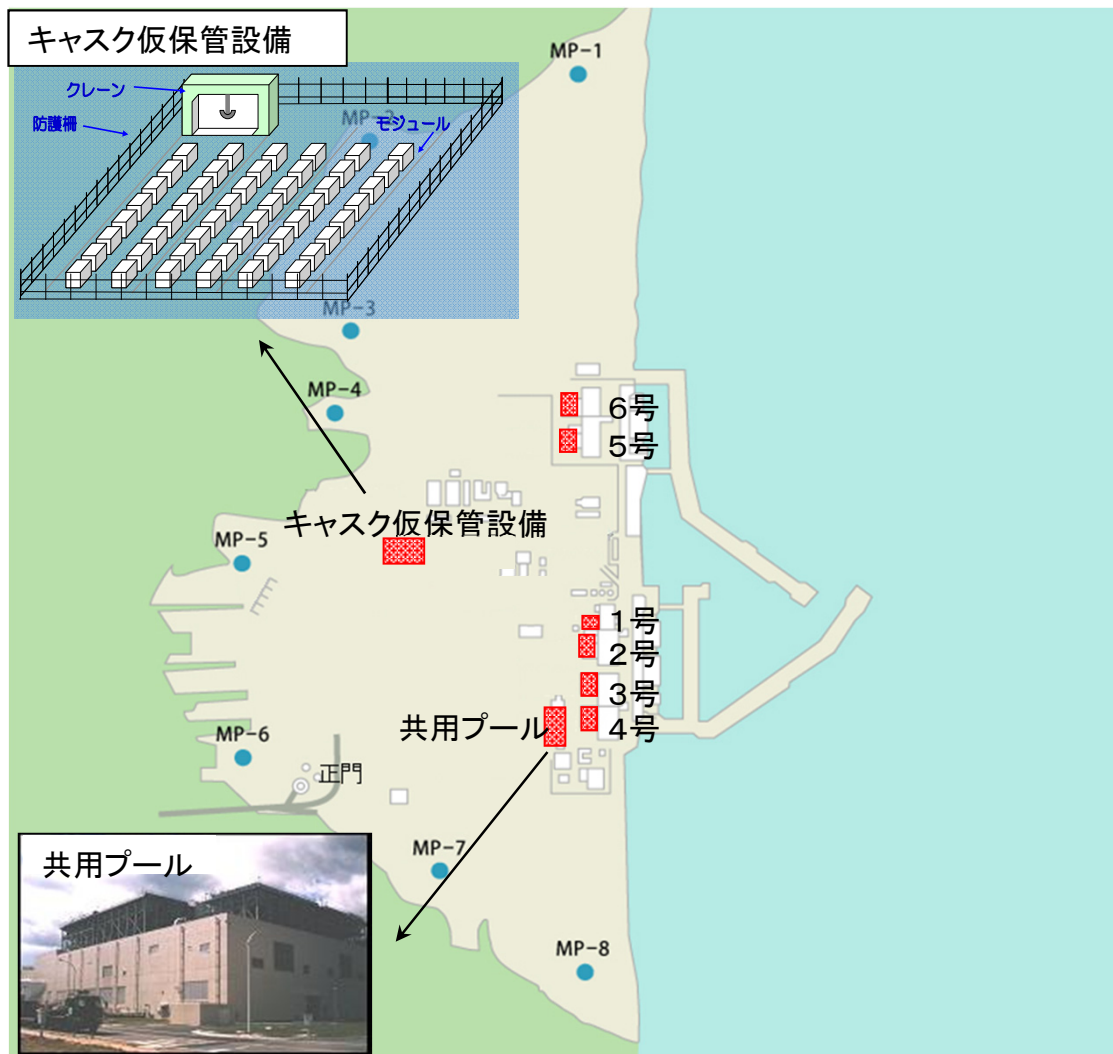 キャスク仮保管設備
クレーン
防護柵
モジュール
MP-1
MP-2
MP-3
MP-4
6号
5号
キャスク仮保管設備
MP-5
1号
2号
3号
4号
共用プール
MP-6
正門
MP-7
共用プール
MP-8